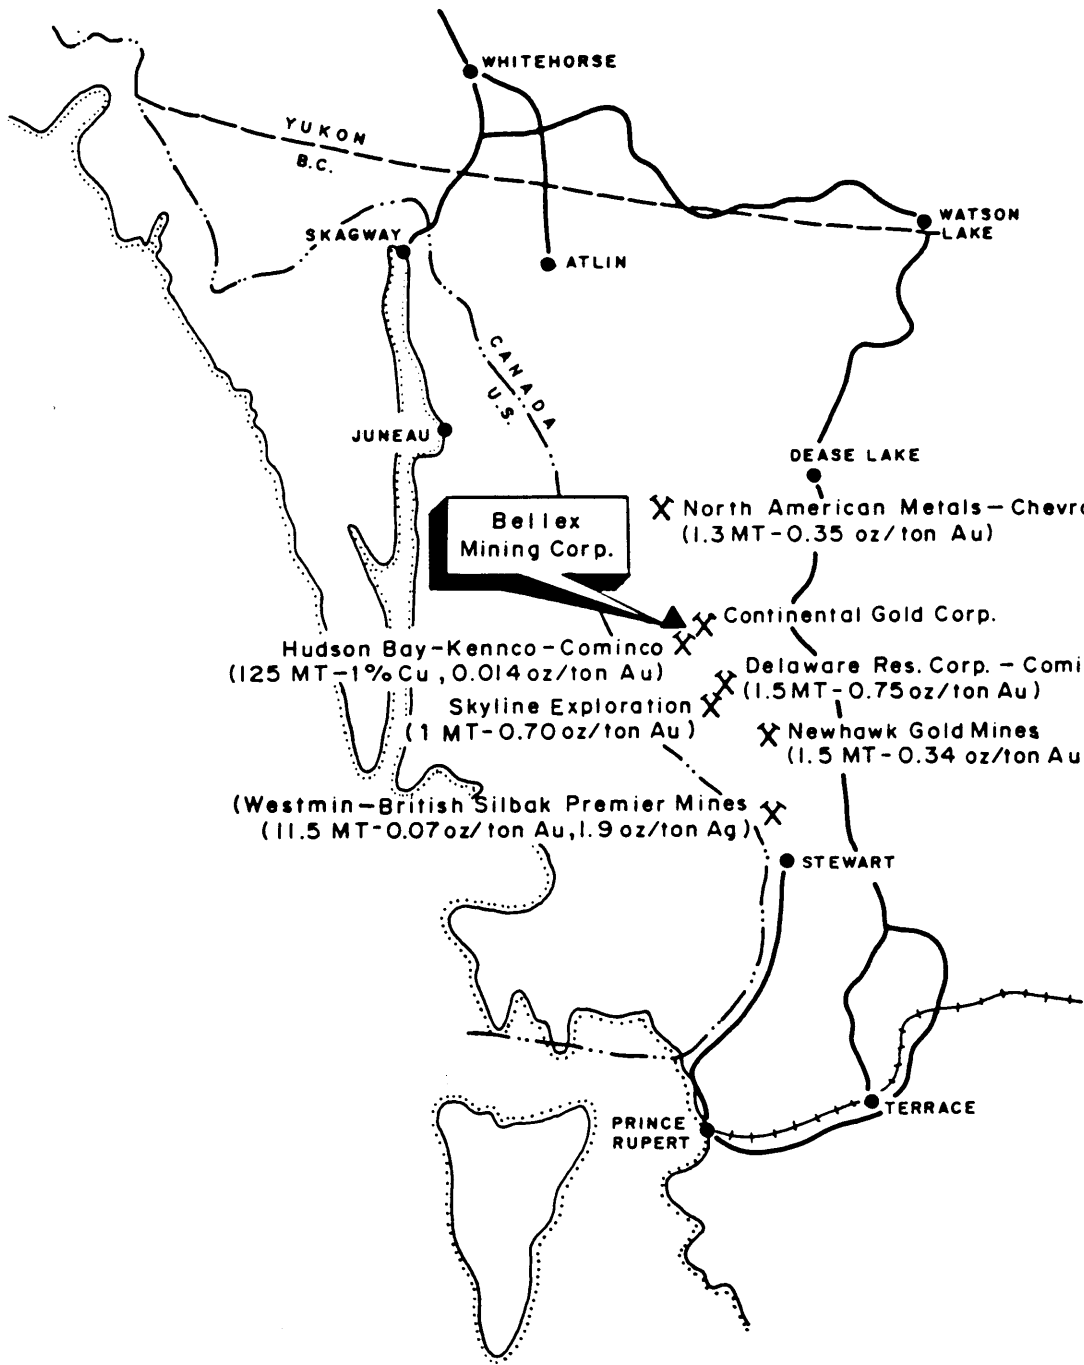 WHITEHORSE
YUKON
B.C.
WATSON
LAKE
SKAGWAY
ATLIN
CANADA
U.S.
JUNEAU
DEASE LAKE
Bellex
Mining Corp.
North American Metals - Chevro
(1.3 MT - 0.35 oz/ton Au)
Continental Gold Corp.
Hudson Bay-Kennco-Cominco
(125 MT-1% Cu, 0.014 oz/ton Au)
Delaware Res. Corp. - Comi
(1.5 MT-0.75 oz/ton Au)
Skyline Exploration
(1 MT-0.70 oz/ton Au)
Newhawk Gold Mines
(1.5 MT-0.34 oz/ton Au
(Westmin-British Silbak Premier Mines
(11.5 MT-0.07 oz/ton Au, 1.9 oz/ton Ag)
STEWART
TERRACE
PRINCE
RUPERT